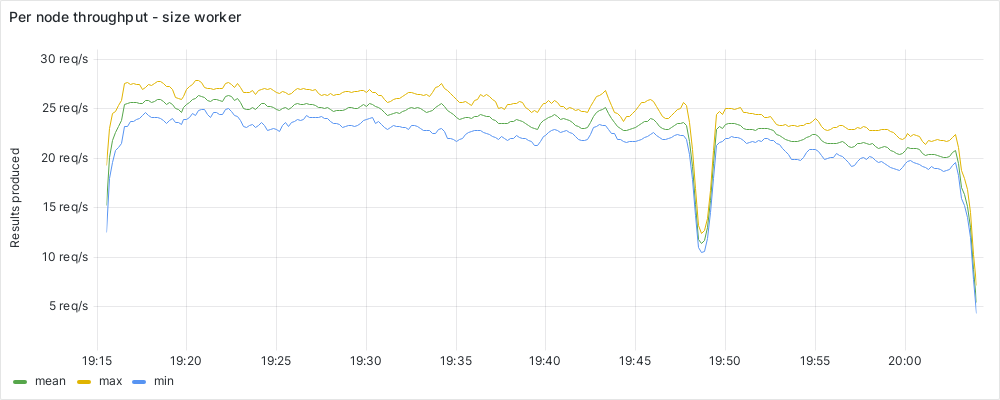 Per node throughput - size worker
Results produced
30 req/s
25 req/s
20 req/s
15 req/s
10 req/s
5 req/s
19:15 19:20 19:25 19:30 19:35 19:40 19:45 19:50 19:55 20:00
mean max min